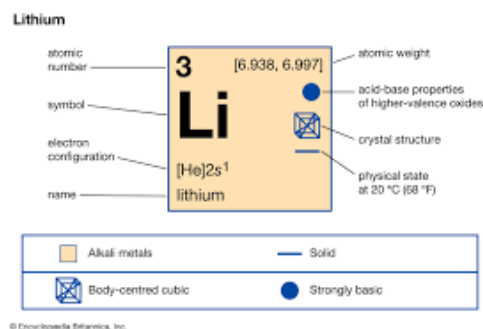 Lithium
atomic
number
3
[6.938, 6.997]
atomic weight
symbol
Li
acid-base properties
of higher-valence oxides
crystal structure
electron
configuration
[He]2s¹
physical state
at 20 °C (68 °F)
name
lithium
Alkali metals
Solid
Body-centred cubic
Strongly basic
© Encyclopædia Britannica, Inc.